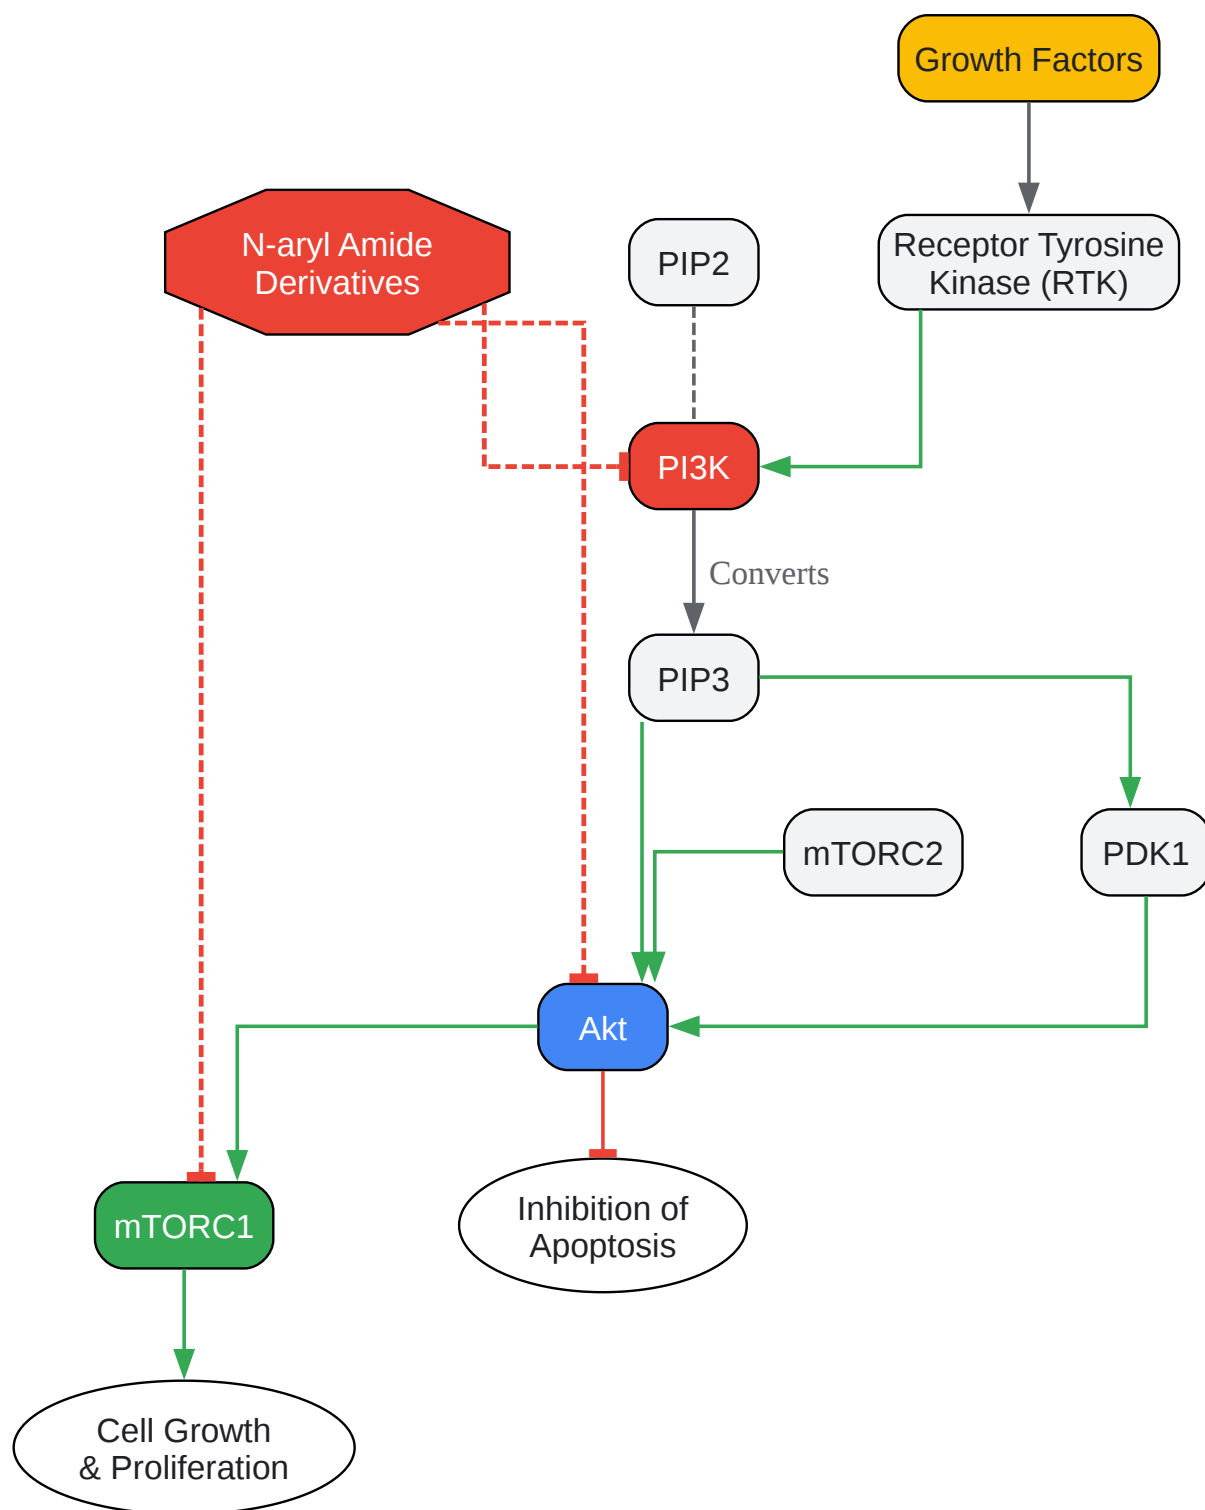 Growth Factors
N-aryl Amide
Derivatives
PIP2
Receptor Tyrosine
Kinase (RTK)
PI3K
Converts
PIP3
mTORC2
PDK1
Akt
mTORC1
Inhibition of
Apoptosis
Cell Growth
& Proliferation